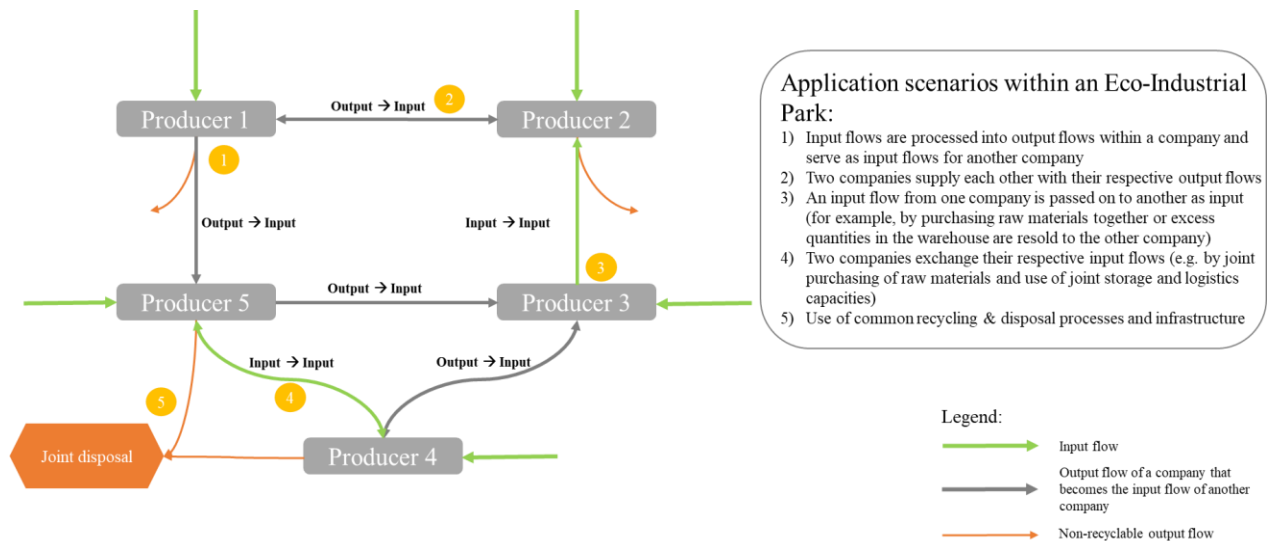 Producer 1
Output → Input
2
Producer 2
1
Output → Input
Input → Input
3
Producer 5
Output → Input
Producer 3
Input → Input
4
Output → Input
5
Joint disposal
Producer 4
Application scenarios within an Eco-Industrial
Park:
1) Input flows are processed into output flows within a company and
serve as input flows for another company
2) Two companies supply each other with their respective output flows
3) An input flow from one company is passed on to another as input
(for example, by purchasing raw materials together or excess
quantities in the warehouse are resold to the other company)
4) Two companies exchange their respective input flows (e.g. by joint
purchasing of raw materials and use of joint storage and logistics
capacities)
5) Use of common recycling & disposal processes and infrastructure
Legend:
Input flow
Output flow of a company that
becomes the input flow of another
company
Non-recyclable output flow